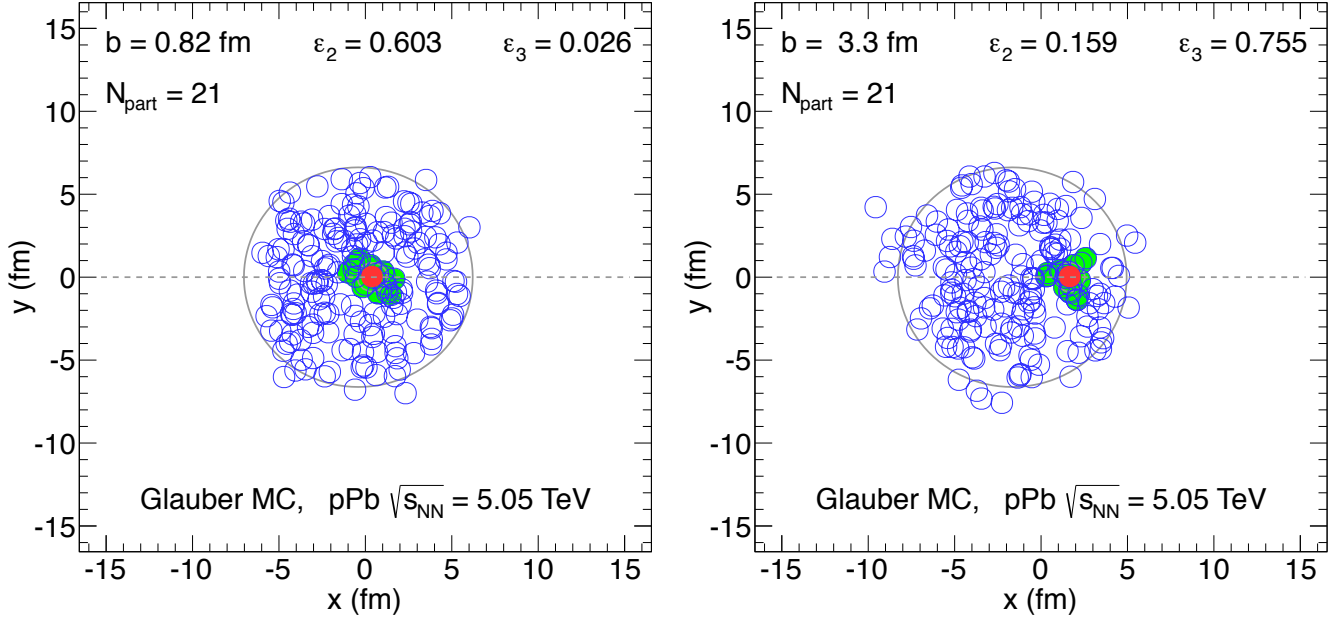 b = 0.82 fm ε2 = 0.603 ε3 = 0.026
Npart = 21
15
10
5
0
-5
-10
-15
y (fm)
Glauber MC, pPb √sNN = 5.05 TeV
-15 -10 -5 0 5 10 15
x (fm)
b = 3.3 fm ε2 = 0.159 ε3 = 0.755
Npart = 21
15
10
5
0
-5
-10
-15
y (fm)
Glauber MC, pPb √sNN = 5.05 TeV
-15 -10 -5 0 5 10 15
x (fm)